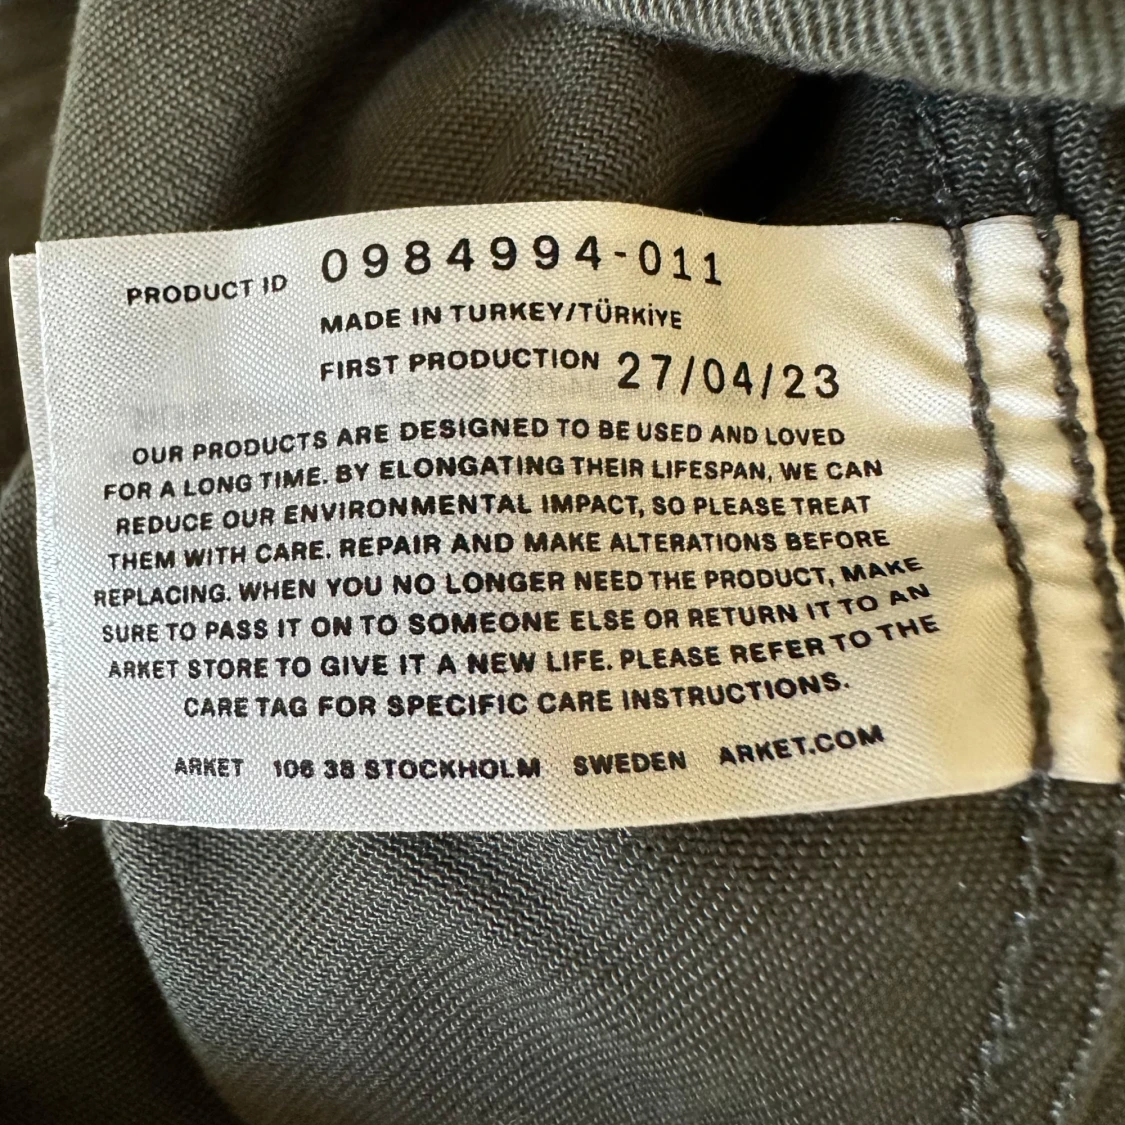 PRODUCT ID 0984994-011
MADE IN TURKEY/TÜRKİYE
FIRST PRODUCTION 27/04/23
OUR PRODUCTS ARE DESIGNED TO BE USED AND LOVED
FOR A LONG TIME. BY ELONGATING THEIR LIFESPAN, WE CAN
REDUCE OUR ENVIRONMENTAL IMPACT, SO PLEASE TREAT
THEM WITH CARE. REPAIR AND MAKE ALTERATIONS BEFORE
REPLACING. WHEN YOU NO LONGER NEED THE PRODUCT, MAKE
SURE TO PASS IT ON TO SOMEONE ELSE OR RETURN IT TO AN
ARKET STORE TO GIVE IT A NEW LIFE. PLEASE REFER TO THE
CARE TAG FOR SPECIFIC CARE INSTRUCTIONS.
ARKET 106 38 STOCKHOLM SWEDEN ARKET.COM